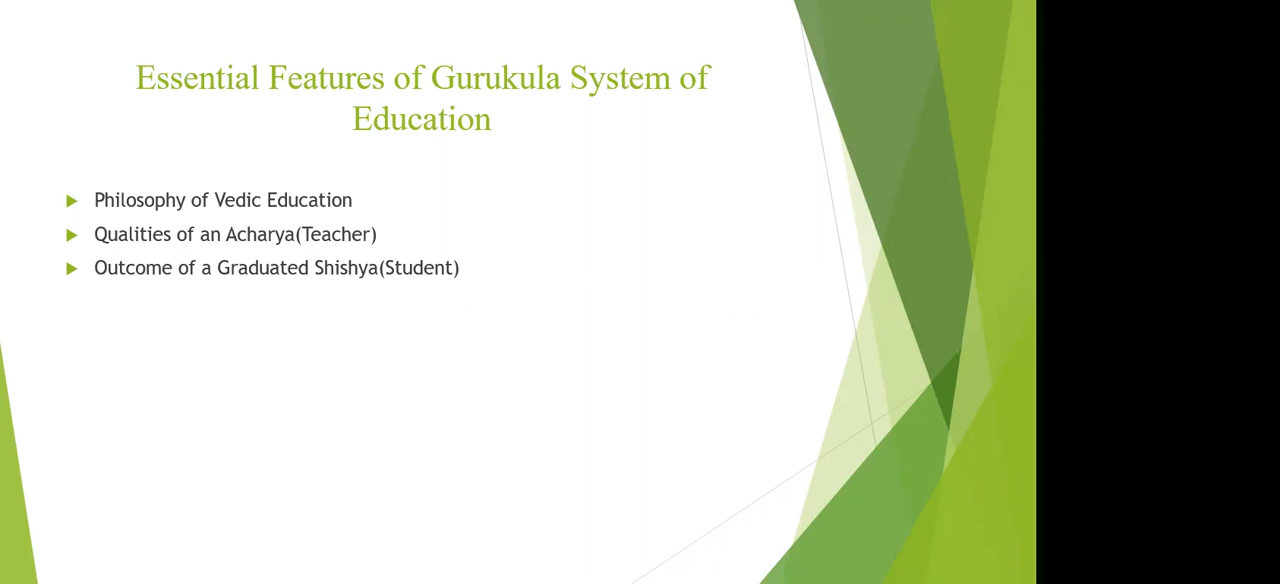 Essential Features of Gurukula System of
Education
Philosophy of Vedic Education
Qualities of an Acharya(Teacher)
Outcome of a Graduated Shishya(Student)